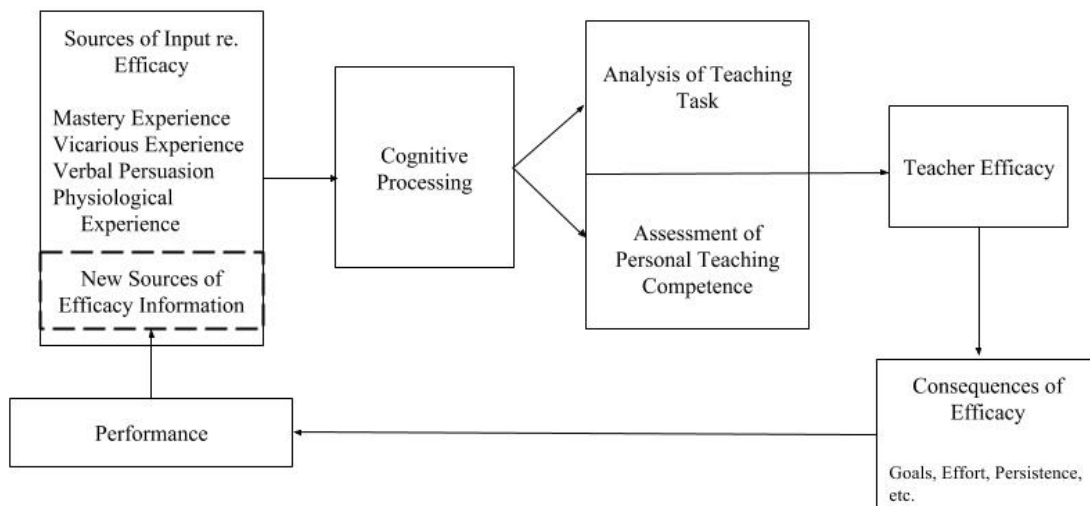 Sources of Input re.
Efficacy
Mastery Experience
Vicarious Experience
Verbal Persuasion
Physiological
Experience
New Sources of
Efficacy Information
Cognitive
Processing
Analysis of Teaching
Task
Assessment of
Personal Teaching
Competence
Teacher Efficacy
Consequences of
Efficacy
Goals, Effort, Persistence,
etc.
Performance